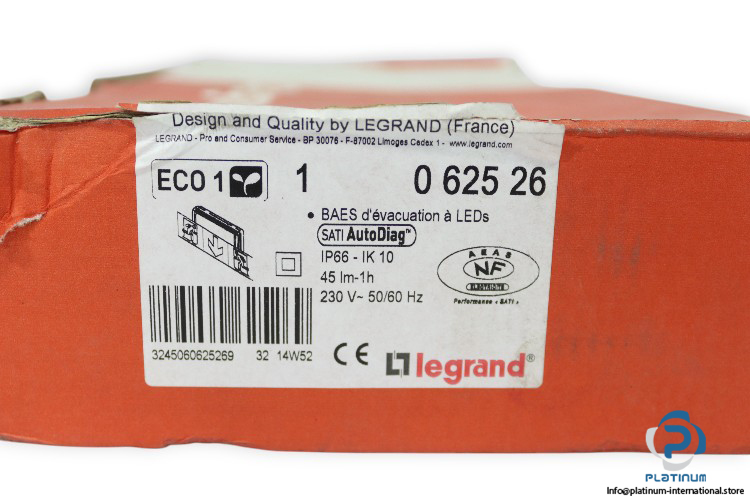 Design and Quality by LEGRAND (France)
LEGRAND - Pro and Consumer Service - BP 30076 - F-87002 Limoges Cedex 1 - www.legrand.com
ECO 1
1
0 625 26
• BAES d'évacuation à LEDs
SATI AutoDiag™
IP66 - IK 10
45 lm-1h
230 V~ 50/60 Hz
AEAS
NF
Performance « SATI »
3245060625269 32 14W52
CE
legrand®
PLATINUM
Info@platinum-international.store